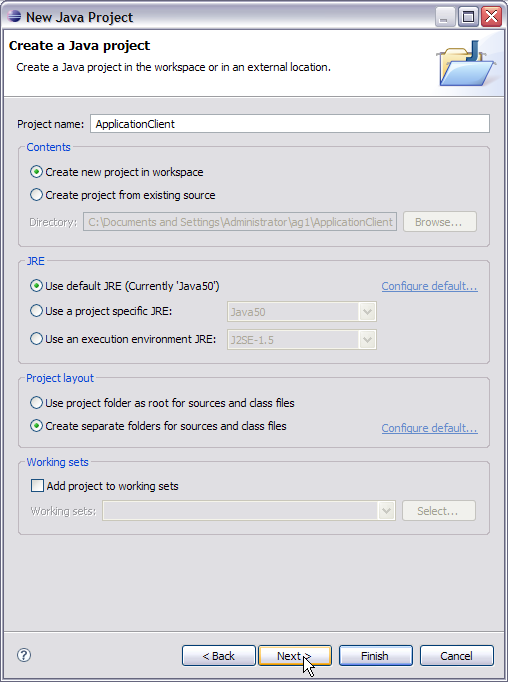 New Java Project
Create a Java project
Create a Java project in the workspace or in an external location.
Project name: ApplicationClient
Contents
Create new project in workspace
Create project from existing source
Directory: C:\Documents and Settings\Administrator\ag1\ApplicationClient Browse...
JRE
Use default JRE (Currently 'Java50') Configure default...
Use a project specific JRE: Java50
Use an execution environment JRE: J2SE-1.5
Project layout
Use project folder as root for sources and class files
Create separate folders for sources and class files Configure default...
Working sets
Add project to working sets
Working sets: Select...
? < Back Next > Finish Cancel